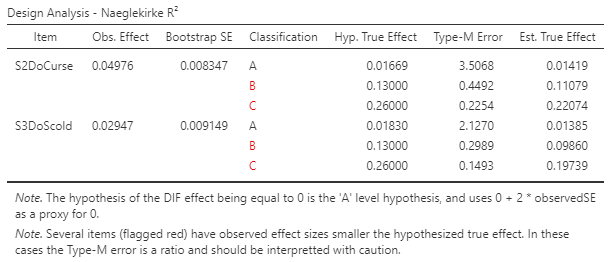 Design Analysis - Naeglekirke R²
Item Obs. Effect Bootstrap SE Classification Hyp. True Effect Type-M Error Est. True Effect
S2DoCurse 0.04976 0.008347 A 0.01669 3.5068 0.01419
B 0.13000 0.4492 0.11079
C 0.26000 0.2254 0.22074
S3DoScold 0.02947 0.009149 A 0.01830 2.1270 0.01385
B 0.13000 0.2989 0.09860
C 0.26000 0.1493 0.19739
Note. The hypothesis of the DIF effect being equal to 0 is the 'A' level hypothesis, and uses 0 + 2 * observedSE
as a proxy for 0.
Note. Several items (flagged red) have observed effect sizes smaller the hypothesized true effect. In these
cases the Type-M error is a ratio and should be interpretted with caution.